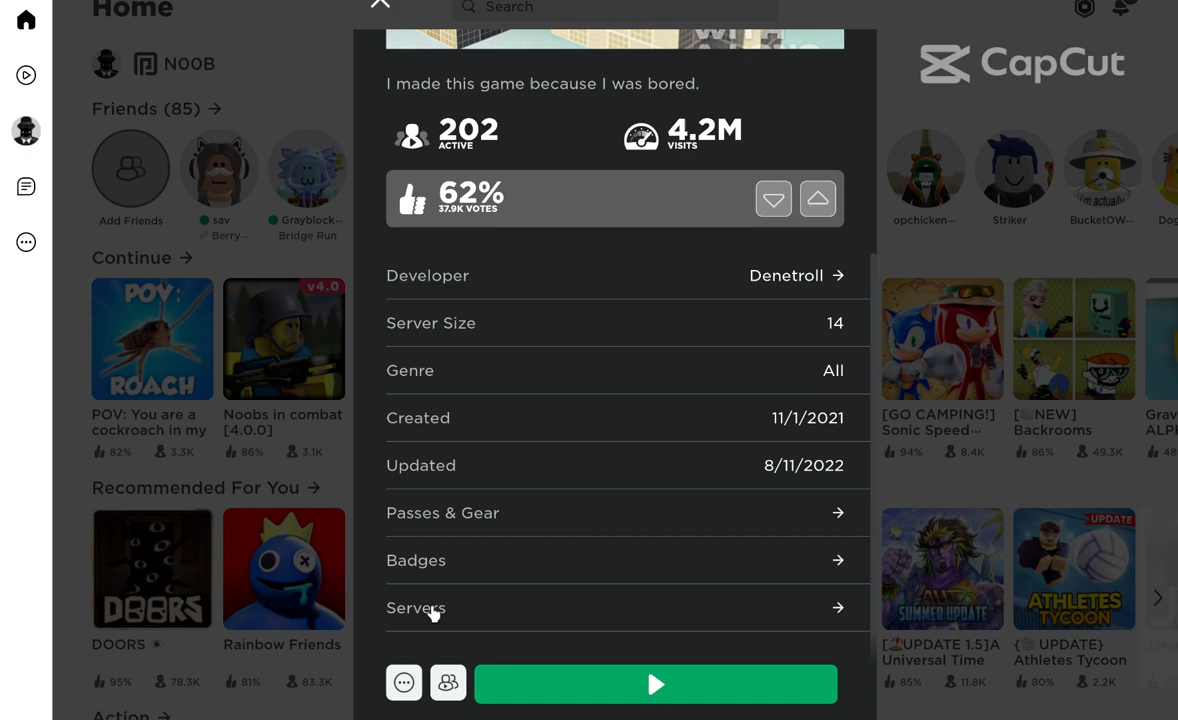 Home
Search
N00B
CapCut
Friends (85) →
Add Friends
sav
Berry--
Grayblock--
Bridge Run
opchicken--
Striker
BucketOW--
Dog
Continue →
POV:
ROACH
v4.0
POV: You are a
cockroach in my
82% 3.3K
Noobs in combat
[4.0.0]
86% 3.1K
[GO CAMPING!]
Sonic Speed--
94% 8.4K
[NEW]
Backrooms
86% 49.3K
Grav
ALP
48
Recommended For You →
DOORS
DOORS
95% 78.3K
Rainbow Friends
81% 83.3K
SUMMER UPDATE
[UPDATE 1.5]A
Universal Time
85% 11.8K
UPDATE
ATHLETES
TYCOON
{ UPDATE}
Athletes Tycoon
80% 2.2K
Action →
I made this game because I was bored.
202
ACTIVE
4.2M
VISITS
62%
37.9K VOTES
Developer Denetroll →
Server Size 14
Genre All
Created 11/1/2021
Updated 8/11/2022
Passes & Gear →
Badges →
Servers →